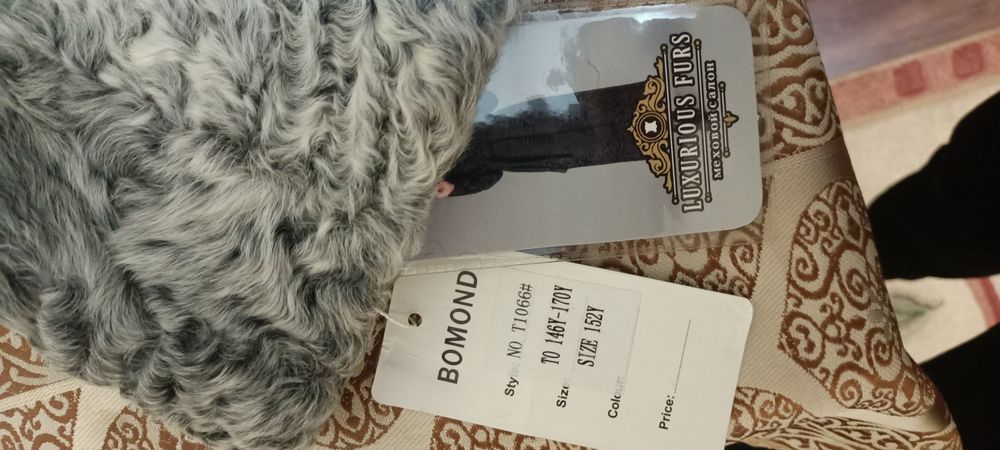 LUXURIOUS FURS
меховой салон
BOMOND
Style: NO T1066#
Size TO 146Y-170Y
SIZE 152Y
Colour:
Price: